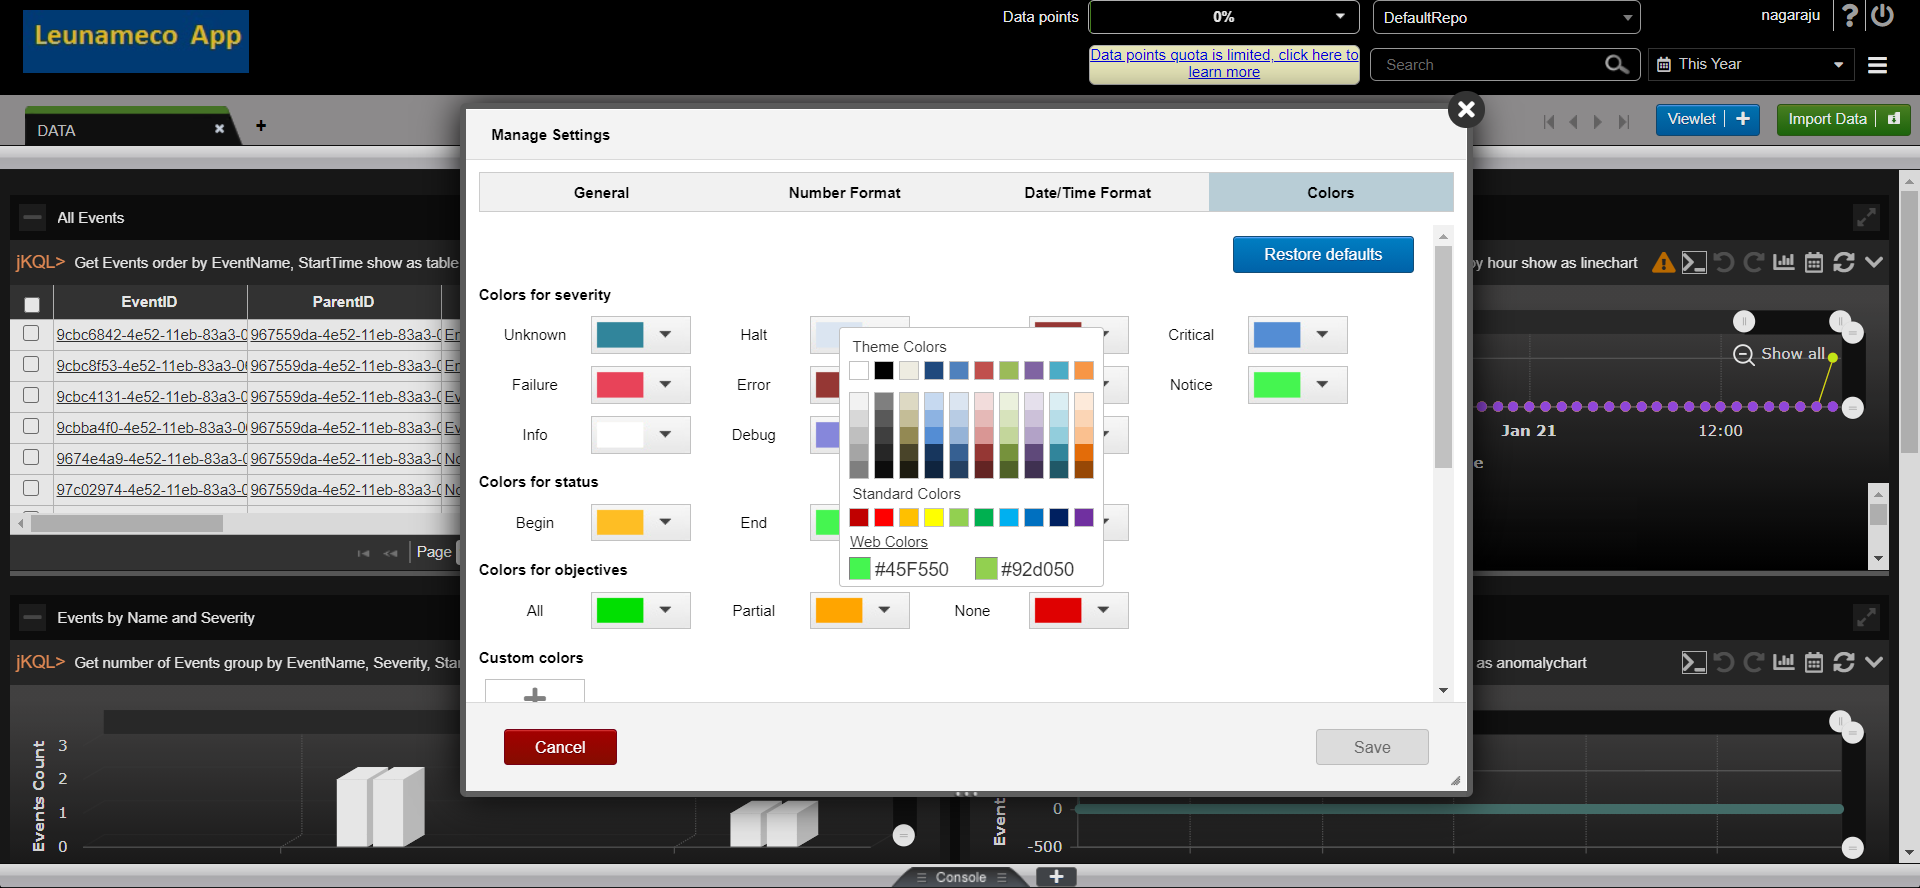 Leunameco App
Data points
0%
DefaultRepo
nagaraju
Data points quota is limited, click here to
learn more
Search
This Year
DATA
Viewlet
Import Data
Manage Settings
General
Number Format
Date/Time Format
Colors
Restore defaults
Colors for severity
Unknown
Halt
Critical
Failure
Error
Notice
Info
Debug
Colors for status
Begin
End
Colors for objectives
All
Partial
None
Custom colors
Cancel
Save
Theme Colors
Standard Colors
Web Colors
#45F550
#92d050
All Events
jKQL> Get Events order by EventName, StartTime show as table
EventID
ParentID
9cbc6842-4e52-11eb-83a3-0 967559da-4e52-11eb-83a3-0
9cbc8f53-4e52-11eb-83a3-0 967559da-4e52-11eb-83a3-0
9cbc4131-4e52-11eb-83a3-0 967559da-4e52-11eb-83a3-0
9cbba4f0-4e52-11eb-83a3-0 967559da-4e52-11eb-83a3-0
9674e4a9-4e52-11eb-83a3-0 967559da-4e52-11eb-83a3-0
97c02974-4e52-11eb-83a3-0 967559da-4e52-11eb-83a3-0
Page
by hour show as linechart
Show all
Jan 21
12:00
Events by Name and Severity
jKQL> Get number of Events group by EventName, Severity, Star
Events Count
3
2
1
0
as anomalychart
Event
0
-500
Console